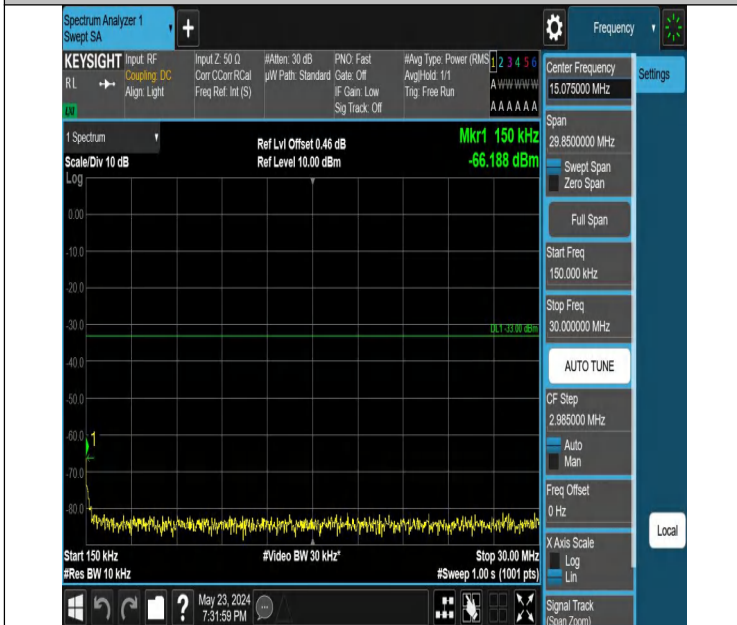 Spectrum Analyzer 1
Swept SA
+
Frequency
KEYSIGHT
RL
LXI
Input: RF
Coupling: DC
Align: Light
Input Z: 50 Ω
Corr CCorr RCal
Freq Ref: Int (S)
#Atten: 30 dB
µW Path: Standard
PNO: Fast
Gate: Off
IF Gain: Low
Sig Track: Off
#Avg Type: Power (RMS
Avg|Hold: 1/1
Trig: Free Run
1 2 3 4 5 6
A W W W W W
A A A A A A
1 Spectrum
Scale/Div 10 dB
Log
Ref Lvl Offset 0.46 dB
Ref Level 10.00 dBm
Mkr1 150 kHz
-66.188 dBm
0.00
-10.0
-20.0
-30.0
DL1 -33.00 dBm
-40.0
-50.0
-60.0
1
-70.0
-80.0
Start 150 kHz
#Video BW 30 kHz*
Stop 30.00 MHz
#Res BW 10 kHz
#Sweep 1.00 s (1001 pts)
?
May 23, 2024
7:31:59 PM
Center Frequency
15.075000 MHz
Settings
Span
29.8500000 MHz
Swept Span
Zero Span
Full Span
Start Freq
150.000 kHz
Stop Freq
30.000000 MHz
AUTO TUNE
CF Step
2.985000 MHz
Auto
Man
Freq Offset
0 Hz
Local
X Axis Scale
Log
Lin
Signal Track
(Span Zoom)